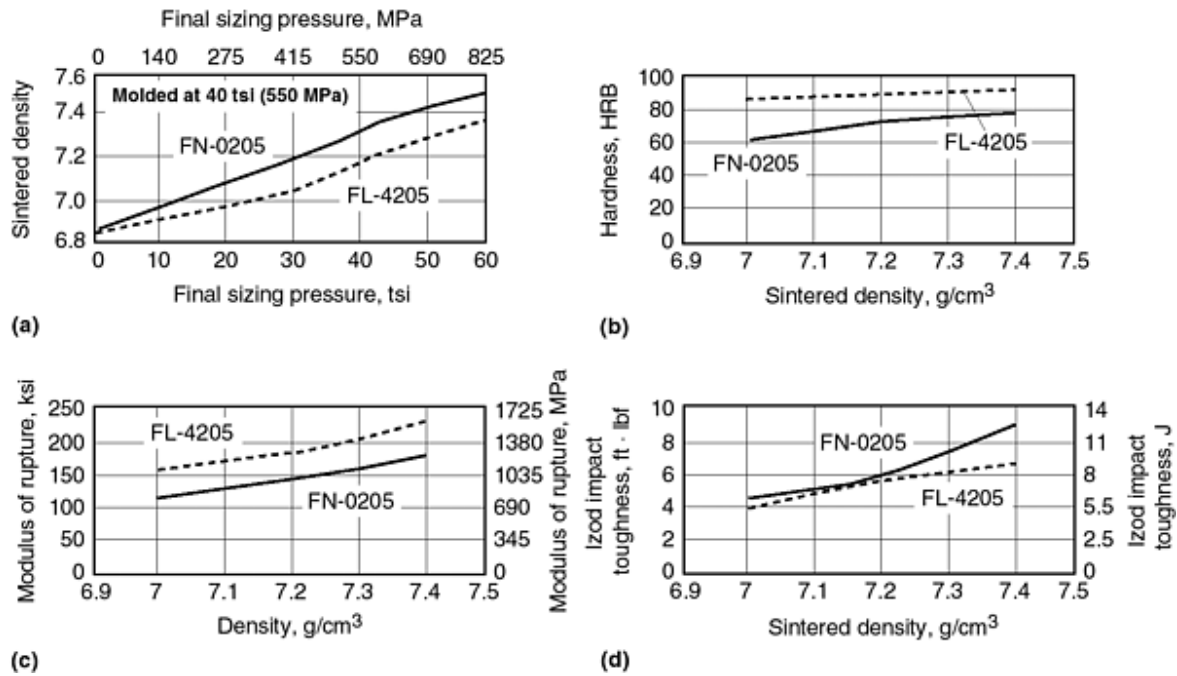 Final sizing pressure, MPa
0 140 275 415 550 690 825
Sintered density
7.6
7.4
7.2
7.0
6.8
Molded at 40 tsi (550 MPa)
FN-0205
FL-4205
0 10 20 30 40 50 60
Final sizing pressure, tsi
(a)
Hardness, HRB
100
80
60
40
20
0
FN-0205
FL-4205
6.9 7 7.1 7.2 7.3 7.4 7.5
Sintered density, g/cm3
(b)
Modulus of rupture, ksi
250
200
150
100
50
0
FL-4205
FN-0205
1725
1380
1035
690
345
0
Modulus of rupture, MPa
6.9 7 7.1 7.2 7.3 7.4 7.5
Density, g/cm3
(c)
Izod impact
toughness, ft · lbf
10
8
6
4
2
0
FN-0205
FL-4205
14
11
8
5.5
2.5
0
Izod impact
toughness, J
6.9 7 7.1 7.2 7.3 7.4 7.5
Sintered density, g/cm3
(d)